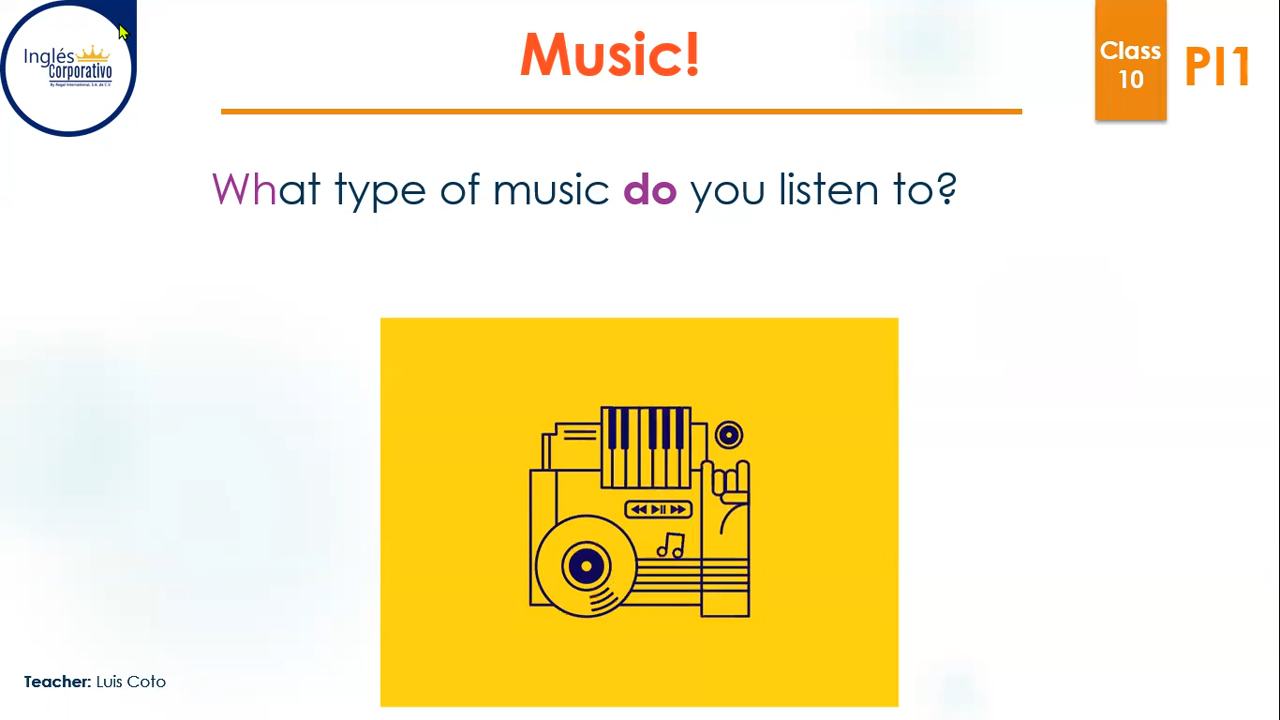 Inglés
Corporativo
By Regal International, S.A. de C.V.
Music!
Class
10
PI1
What type of music do you listen to?
Teacher: Luis Coto